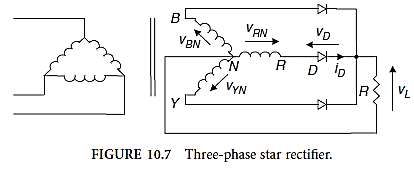 B
vBN
vRN
vD
N
R
D
iD
R
vL
Y
vYN
FIGURE 10.7 Three-phase star rectifier.